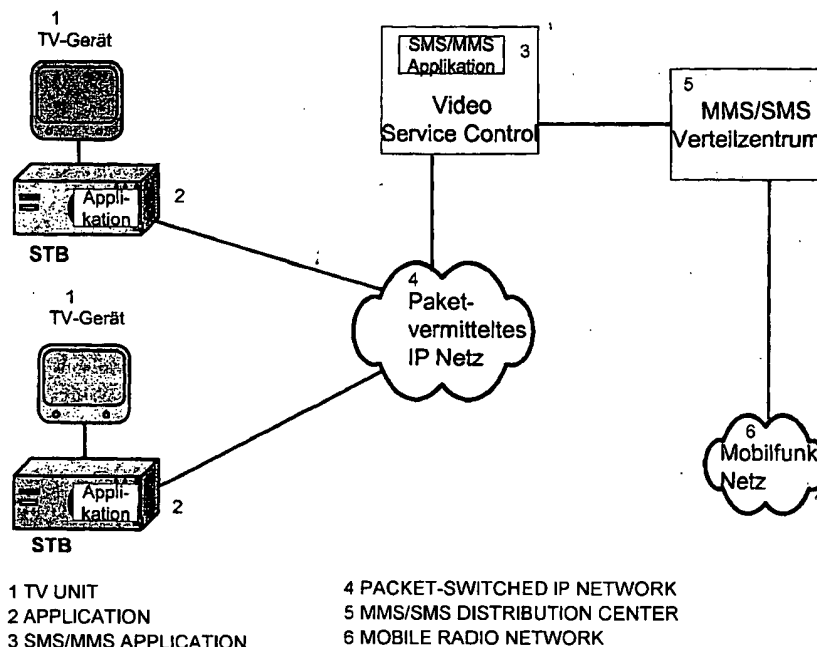 1
TV-Gerät
Appli-
kation
2
STB
1
TV-Gerät
Appli-
kation
2
STB
SMS/MMS
Applikation
3
Video
Service Control
5
MMS/SMS
Verteilzentrum
4
Paket-
vermitteltes
IP Netz
6
Mobilfunk
Netz
1 TV UNIT
2 APPLICATION
3 SMS/MMS APPLICATION
4 PACKET-SWITCHED IP NETWORK
5 MMS/SMS DISTRIBUTION CENTER
6 MOBILE RADIO NETWORK